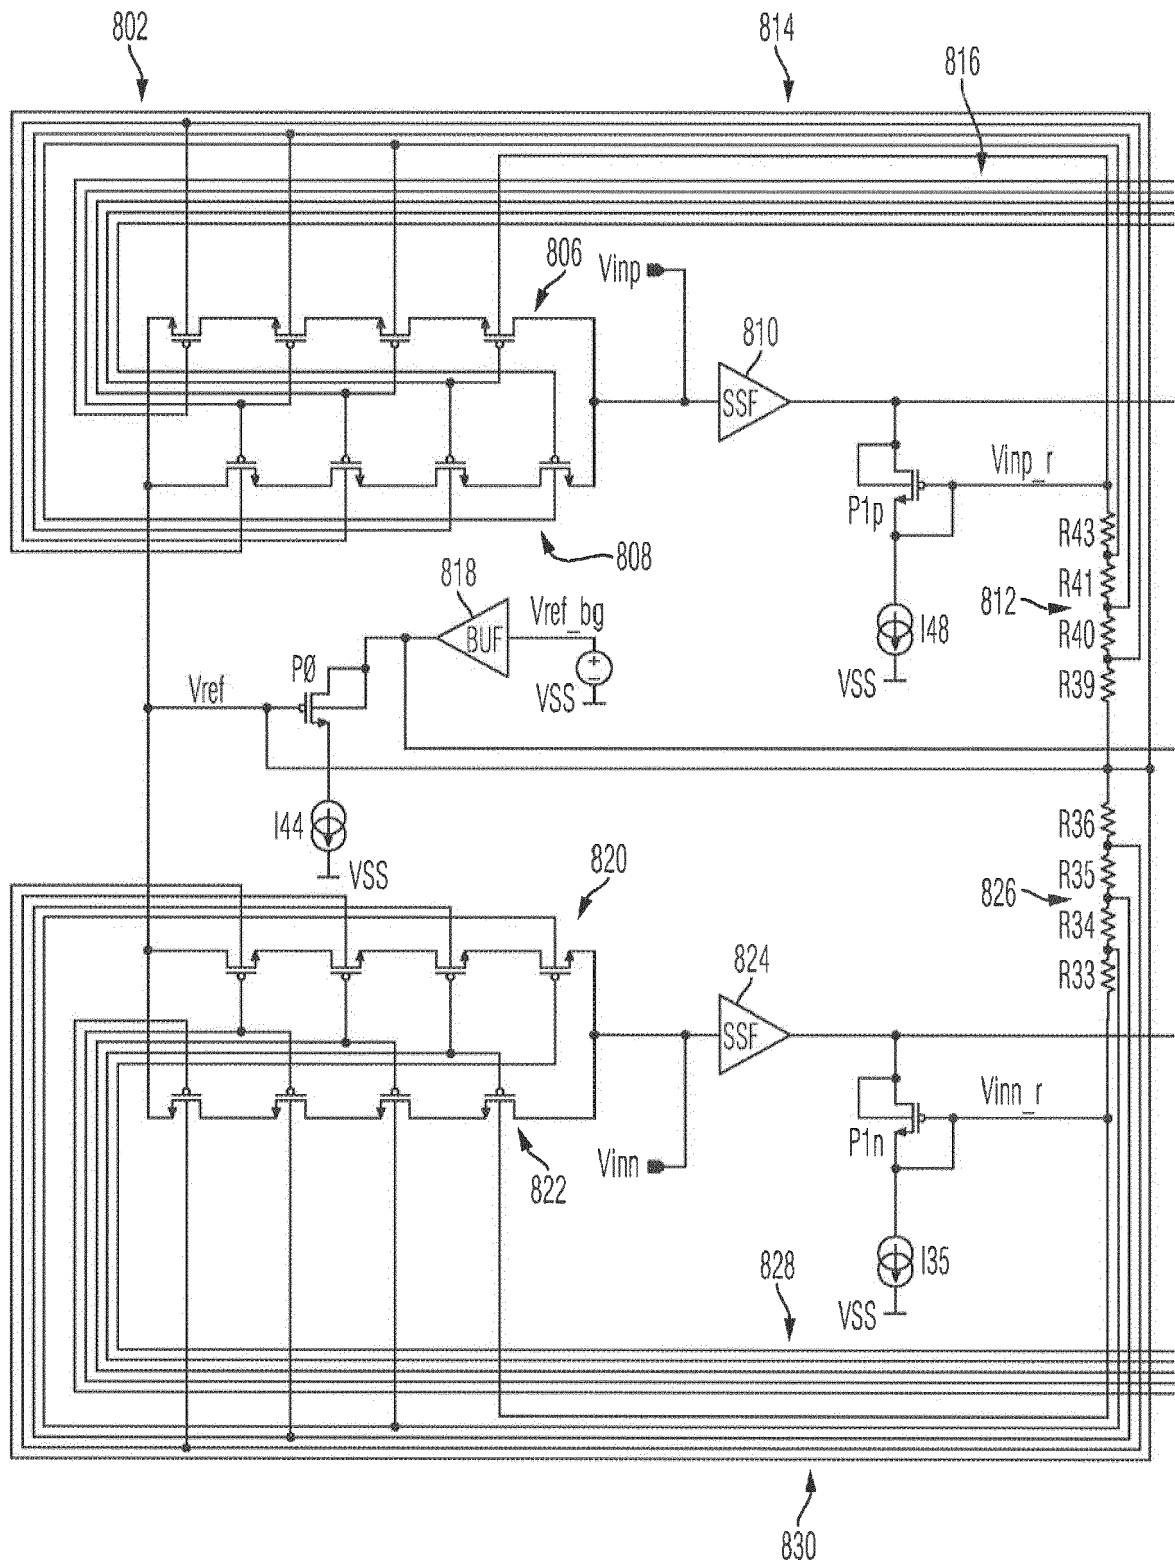 802
814
816
806
Vinp
810
SSF
Vinp_r
P1p
R43
808
818
R41
812
Vref_bg
BUF
I48
R40
PØ
Vref
VSS
VSS
R39
I44
R36
VSS
820
R35
826
R34
824
R33
SSF
Vinn_r
P1n
Vinn
822
828
I35
VSS
830